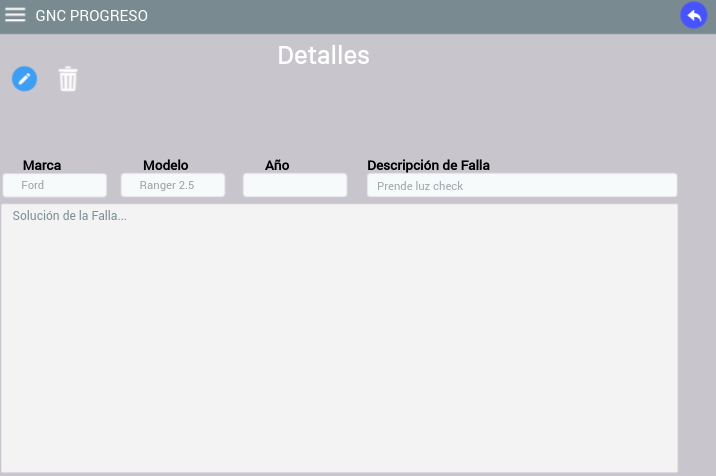 GNC PROGRESO
Detalles
Marca Modelo Año Descripción de Falla
Ford Ranger 2.5 Prende luz check
Solución de la Falla...